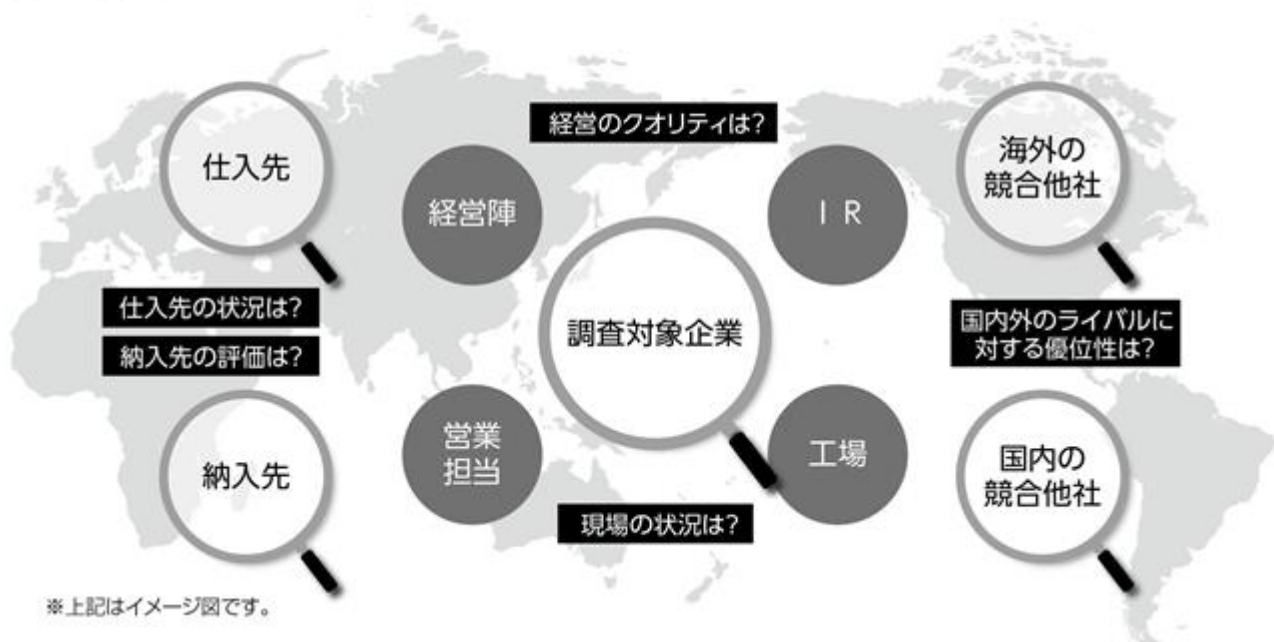 経営のクオリティは?
仕入先
経営陣
I R
海外の
競合他社
仕入先の状況は?
納入先の評価は?
調査対象企業
国内外のライバルに
対する優位性は?
納入先
営業
担当
工場
国内の
競合他社
現場の状況は?
※上記はイメージ図です。